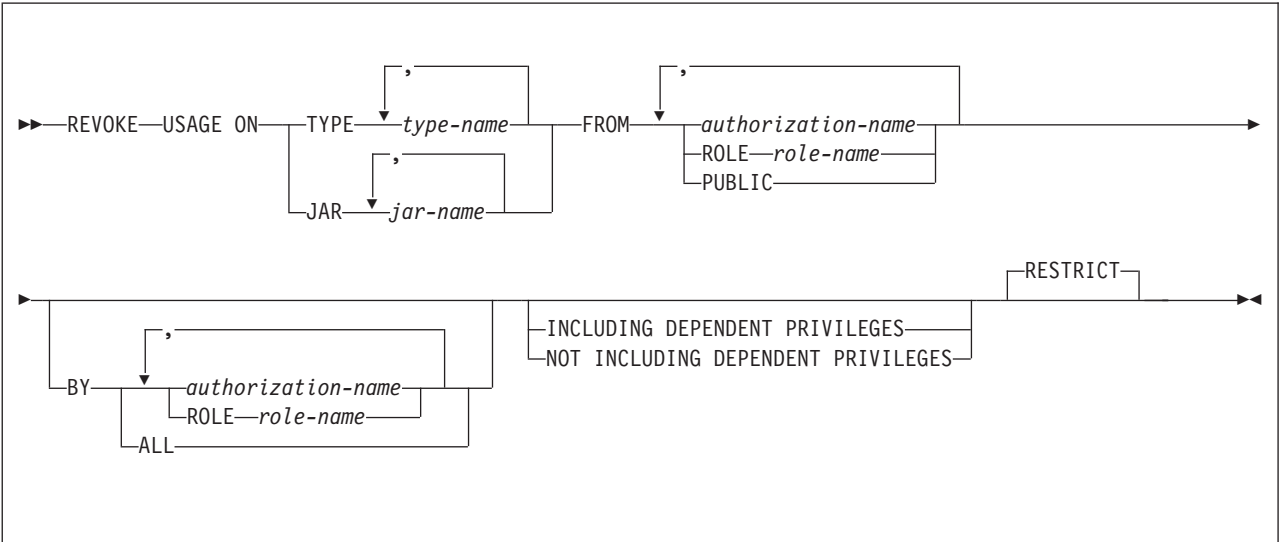 , ,
REVOKE USAGE ON TYPE type-name FROM authorization-name
, ROLE role-name
PUBLIC
JAR jar-name
RESTRICT
, INCLUDING DEPENDENT PRIVILEGES
NOT INCLUDING DEPENDENT PRIVILEGES
BY authorization-name
ROLE role-name
ALL